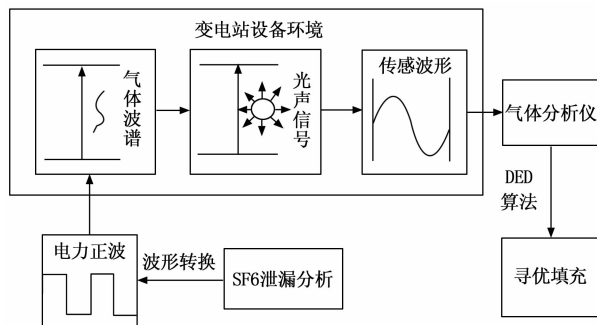 变电站设备环境
气体波谱
光声信号
传感波形
气体分析仪
DED
算法
电力正波
波形转换
SF6泄漏分析
寻优填充